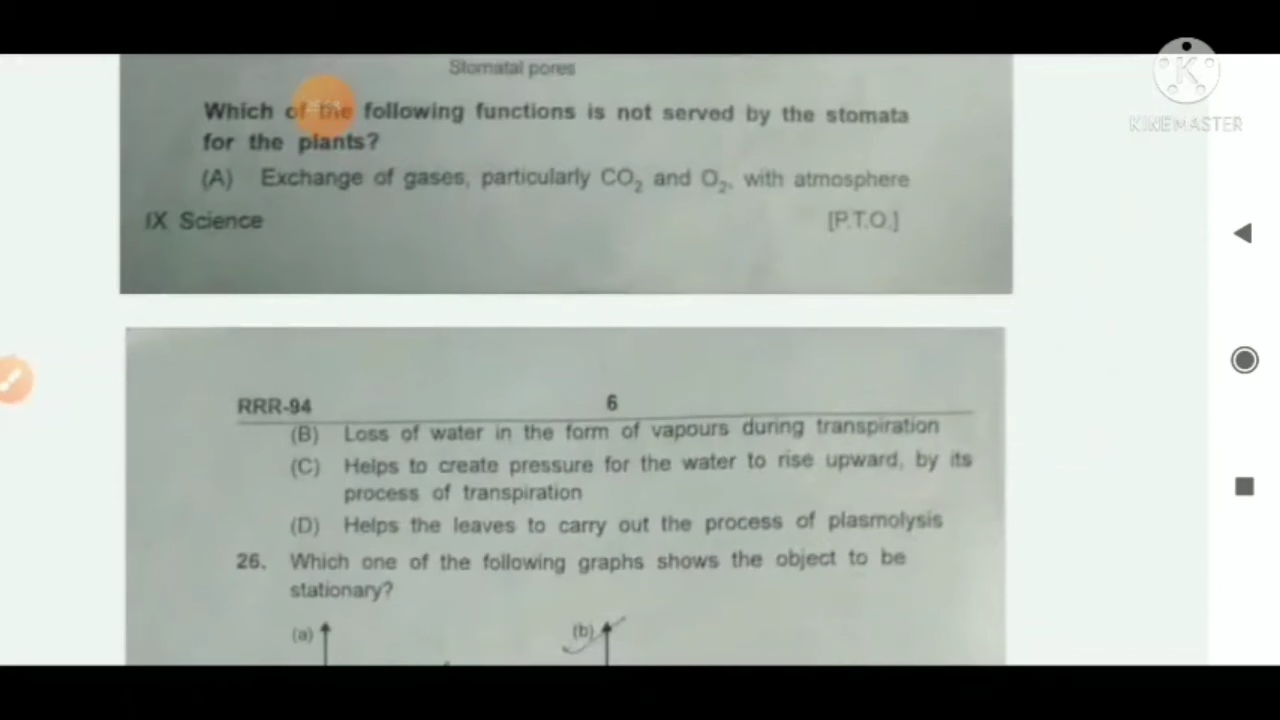 Stomatal pores
Which of the following functions is not served by the stomata
for the plants?
(A) Exchange of gases, particularly CO₂ and O₂, with atmosphere
IX Science [P.T.O.]
RRR-94 6
(B) Loss of water in the form of vapours during transpiration
(C) Helps to create pressure for the water to rise upward, by its
process of transpiration
(D) Helps the leaves to carry out the process of plasmolysis
26. Which one of the following graphs shows the object to be
stationary?
(a) (b)
K
KINEMASTER